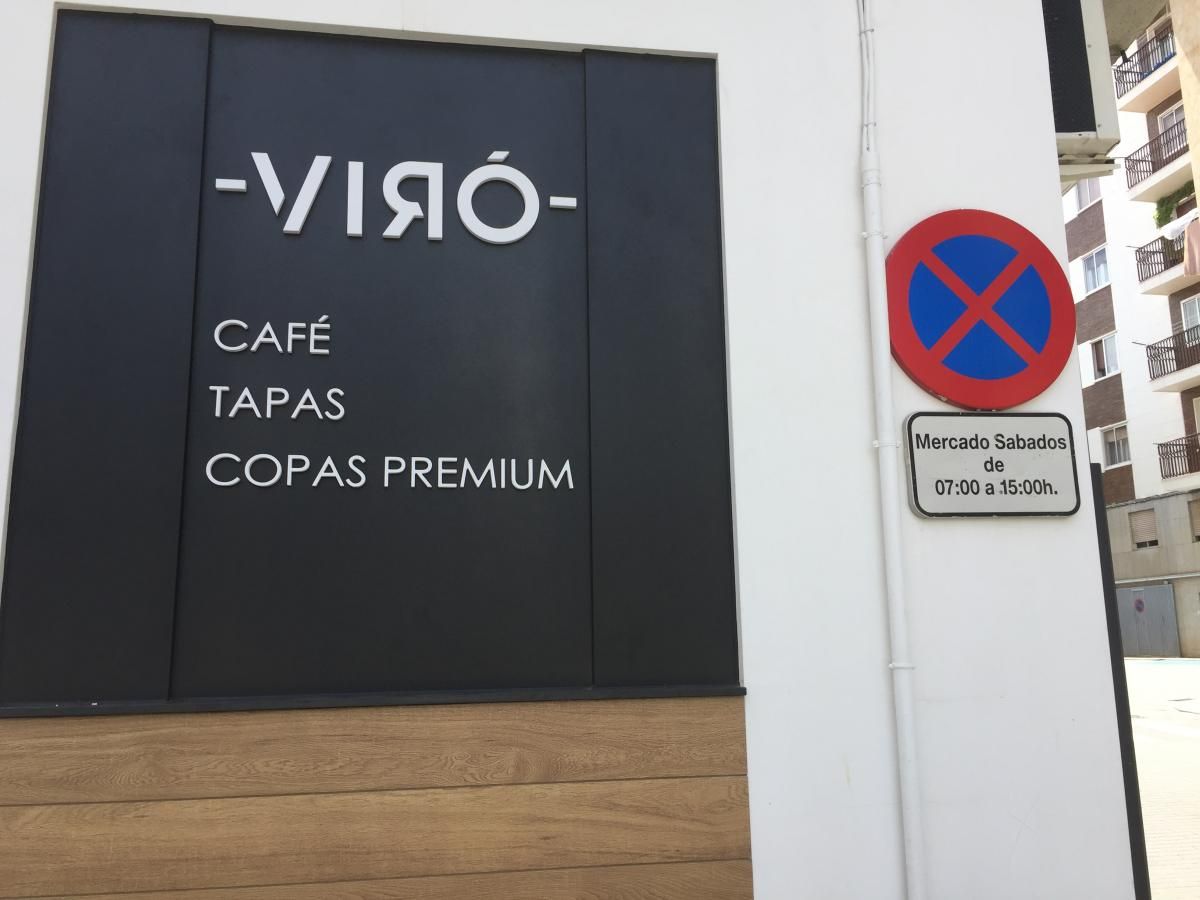 -VIRÓ-
CAFÉ
TAPAS
COPAS PREMIUM
Mercado Sabados
de
07:00 a 15:00h.